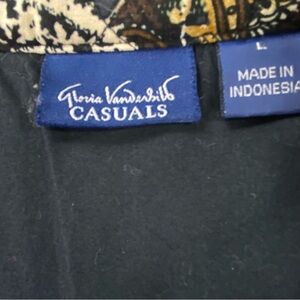 Gloria Vanderbilt
CASUALS
L
MADE IN
INDONESIA